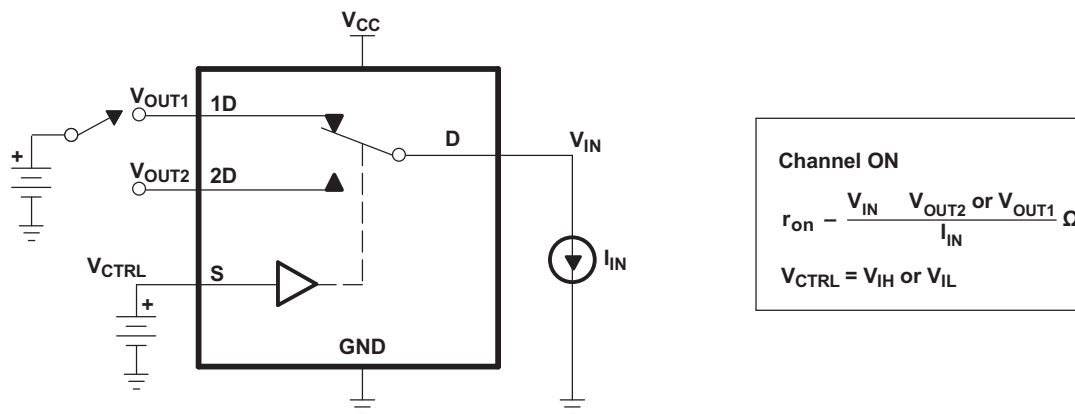 VCC
VOUT1 1D
D
VIN
+
VOUT2 2D
VCTRL S
+
IIN
GND
Channel ON
ron – VIN VOUT2 or VOUT1 / IIN Ω
VCTRL = VIH or VIL